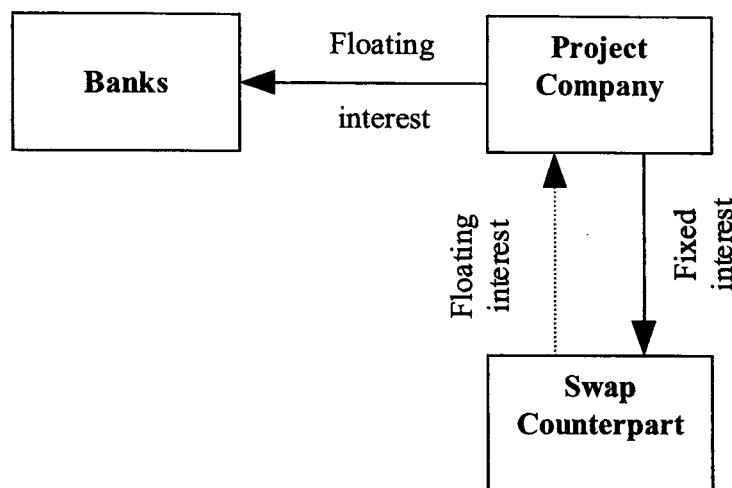 Floating
Banks
interest
Project
Company
Floating
interest
Fixed
interest
Swap
Counterpart